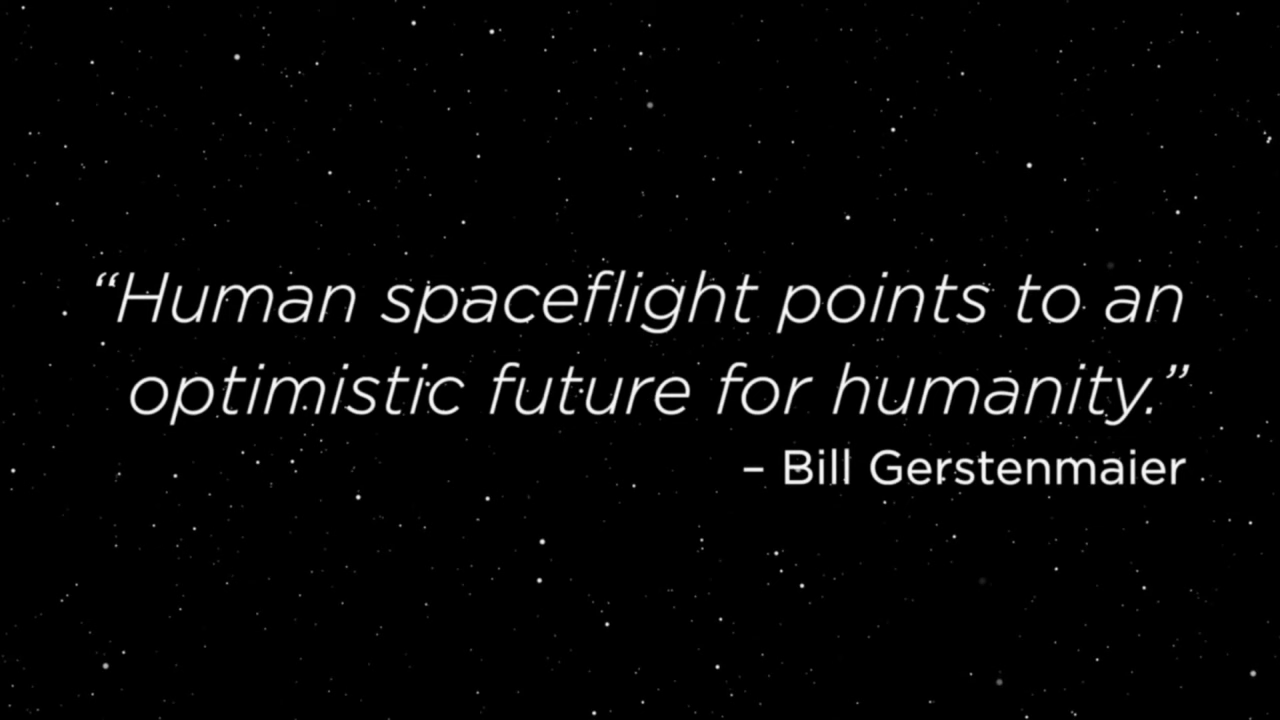 “Human spaceflight points to an
optimistic future for humanity.”
– Bill Gerstenmaier